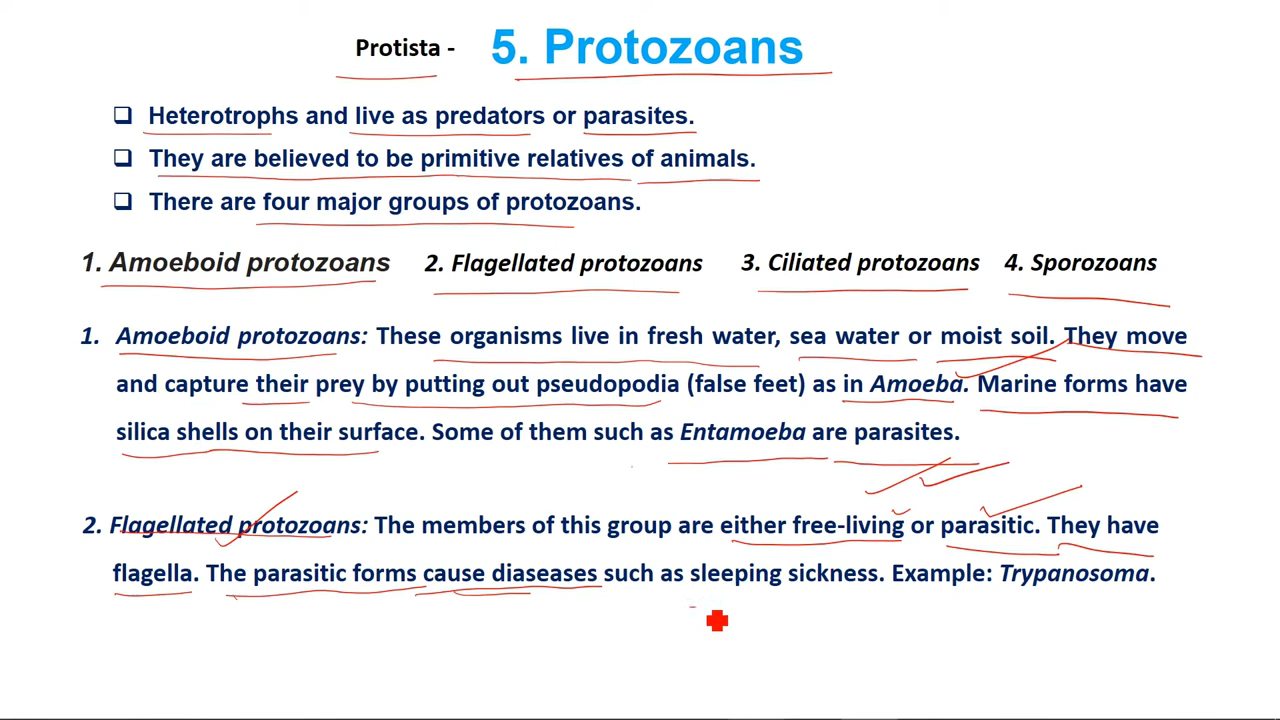 Protista - 5. Protozoans
❑ Heterotrophs and live as predators or parasites.
❑ They are believed to be primitive relatives of animals.
❑ There are four major groups of protozoans.
1. Amoeboid protozoans 2. Flagellated protozoans 3. Ciliated protozoans 4. Sporozoans
1. Amoeboid protozoans: These organisms live in fresh water, sea water or moist soil. They move
and capture their prey by putting out pseudopodia (false feet) as in Amoeba. Marine forms have
silica shells on their surface. Some of them such as Entamoeba are parasites.
2. Flagellated protozoans: The members of this group are either free-living or parasitic. They have
flagella. The parasitic forms cause diaseases such as sleeping sickness. Example: Trypanosoma.